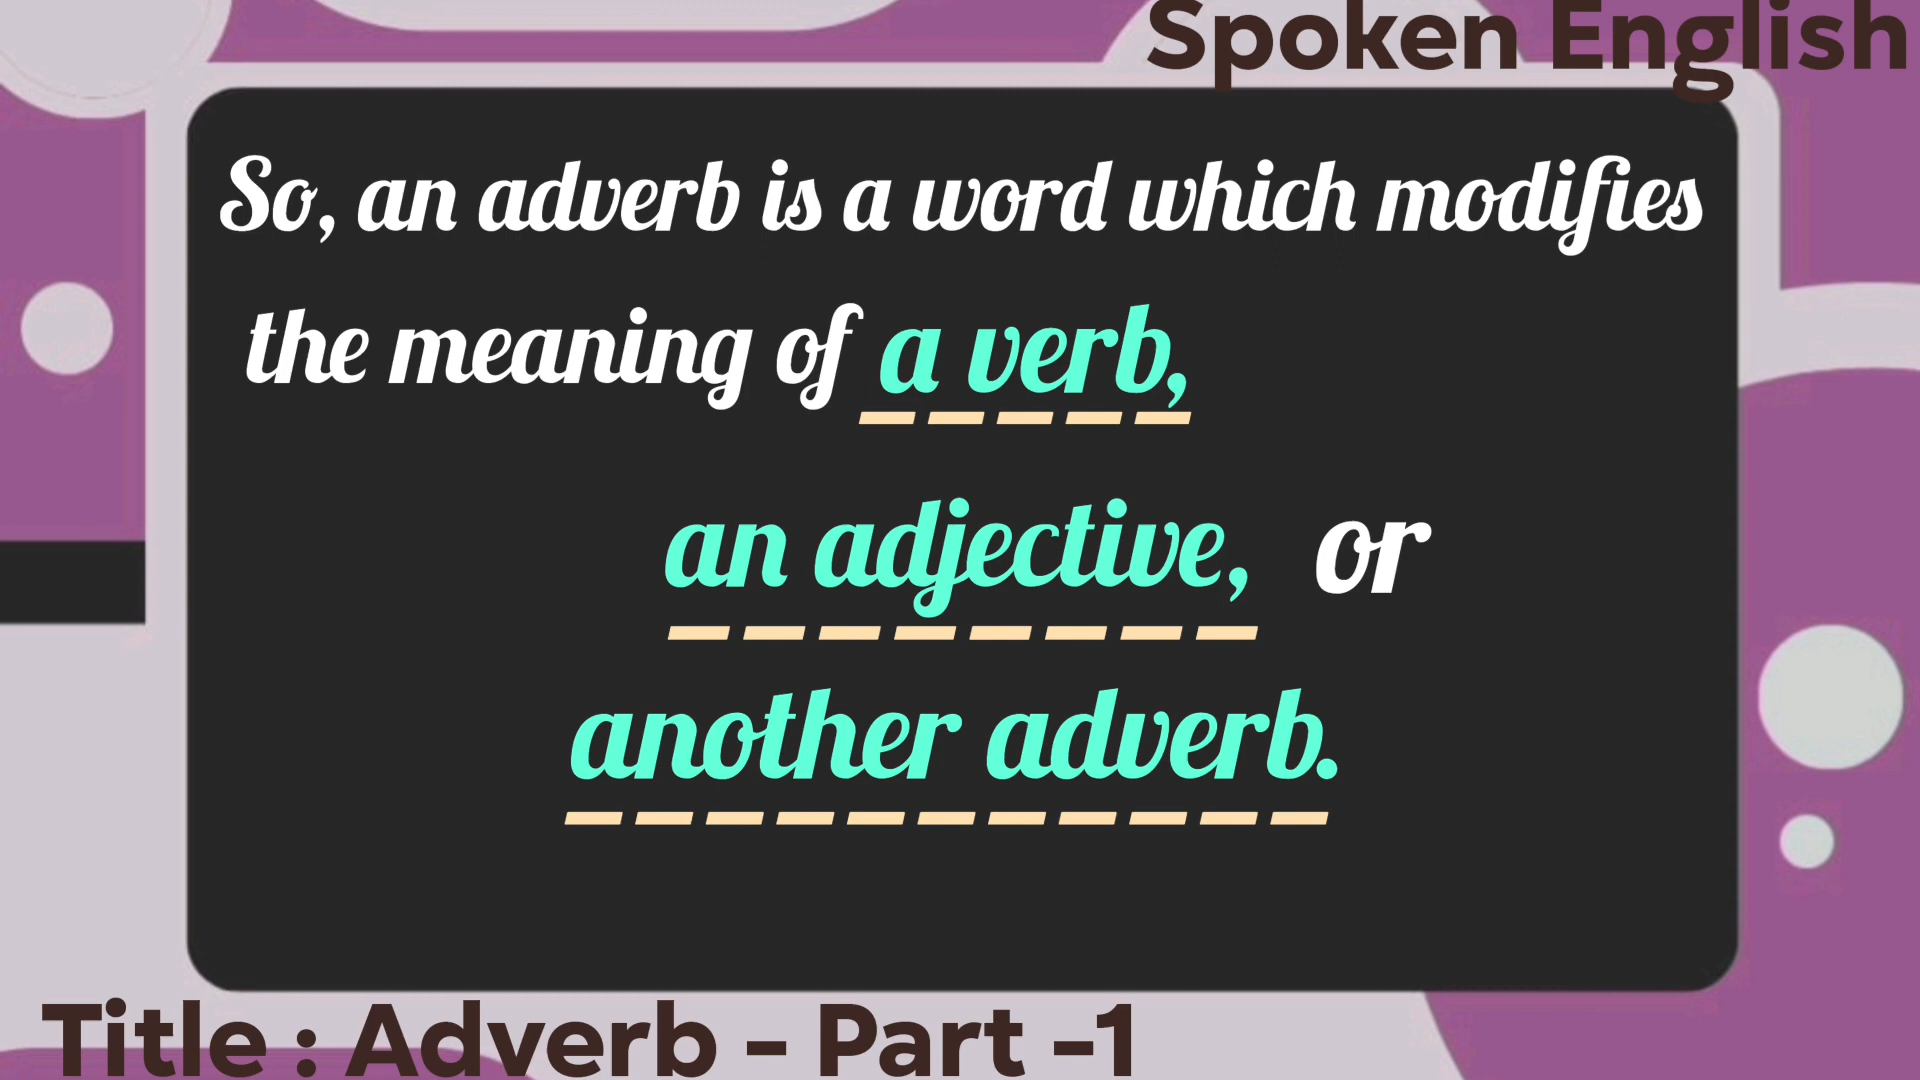 Spoken English
So, an adverb is a word which modifies
the meaning of a verb,
an adjective, or
another adverb.
Title : Adverb - Part -1